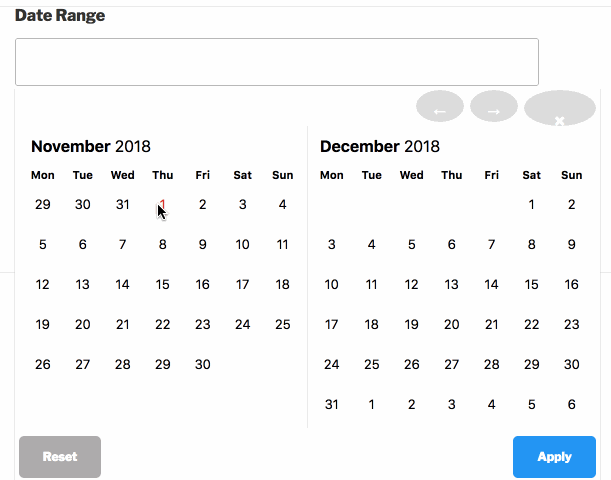 Date Range
← → ×
November 2018 December 2018
Mon Tue Wed Thu Fri Sat Sun Mon Tue Wed Thu Fri Sat Sun
29 30 31 1 2 3 4 1 2
5 6 7 8 9 10 11 3 4 5 6 7 8 9
12 13 14 15 16 17 18 10 11 12 13 14 15 16
19 20 21 22 23 24 25 17 18 19 20 21 22 23
26 27 28 29 30 24 25 26 27 28 29 30
31 1 2 3 4 5 6
Reset Apply